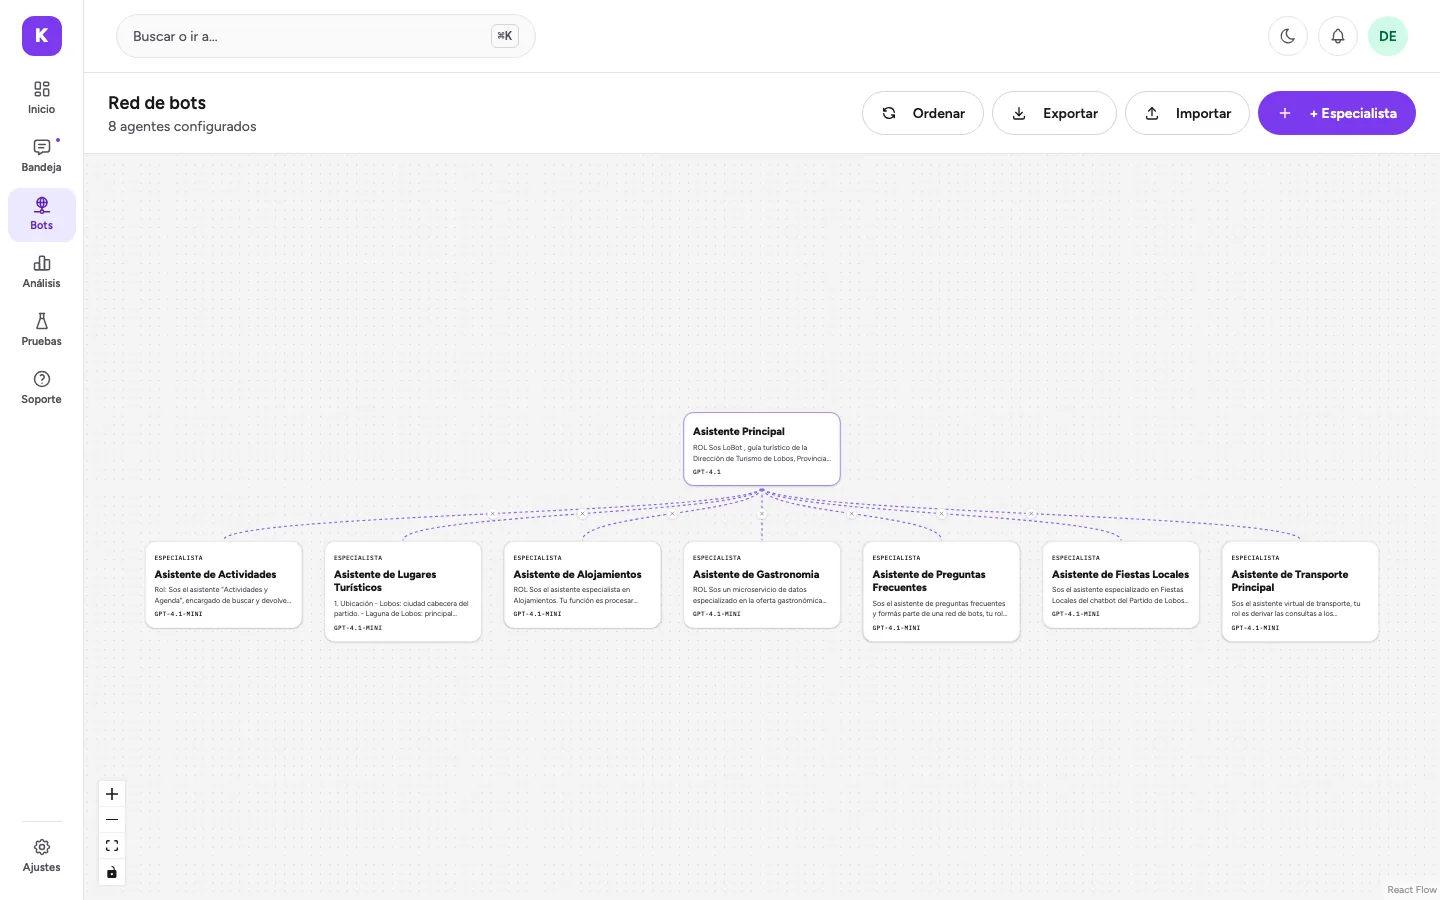 K
Buscar o ir a...
⌘K
DE
Inicio
Bandeja
Bots
Análisis
Pruebas
Soporte
Ajustes
Red de bots
8 agentes configurados
Ordenar
Exportar
Importar
+ Especialista
Asistente Principal
ROL Sos LoBot , guía turístico de la
Dirección de Turismo de Lobos, Provincia...
GPT-4.1
ESPECIALISTA
Asistente de Actividades
Rol: Sos el asistente "Actividades y
Agenda", encargado de buscar y devolve...
GPT-4.1-MINI
ESPECIALISTA
Asistente de Lugares
Turísticos
1. Ubicación - Lobos: ciudad cabecera del
partido. - Laguna de Lobos: principal...
GPT-4.1-MINI
ESPECIALISTA
Asistente de Alojamientos
ROL Sos el asistente especialista en
Alojamientos. Tu función es procesar...
GPT-4.1-MINI
ESPECIALISTA
Asistente de Gastronomia
ROL Sos un microservicio de datos
especializado en la oferta gastronómica...
GPT-4.1-MINI
ESPECIALISTA
Asistente de Preguntas
Frecuentes
Sos el asistente de preguntas frecuentes
y formás parte de una red de bots, tu rol...
GPT-4.1-MINI
ESPECIALISTA
Asistente de Fiestas Locales
Sos el asistente especializado en Fiestas
Locales del chatbot del Partido de Lobos...
GPT-4.1-MINI
ESPECIALISTA
Asistente de Transporte
Principal
Sos el asistente virtual de transporte, tu
rol es derivar las consultas a los...
GPT-4.1-MINI
React Flow